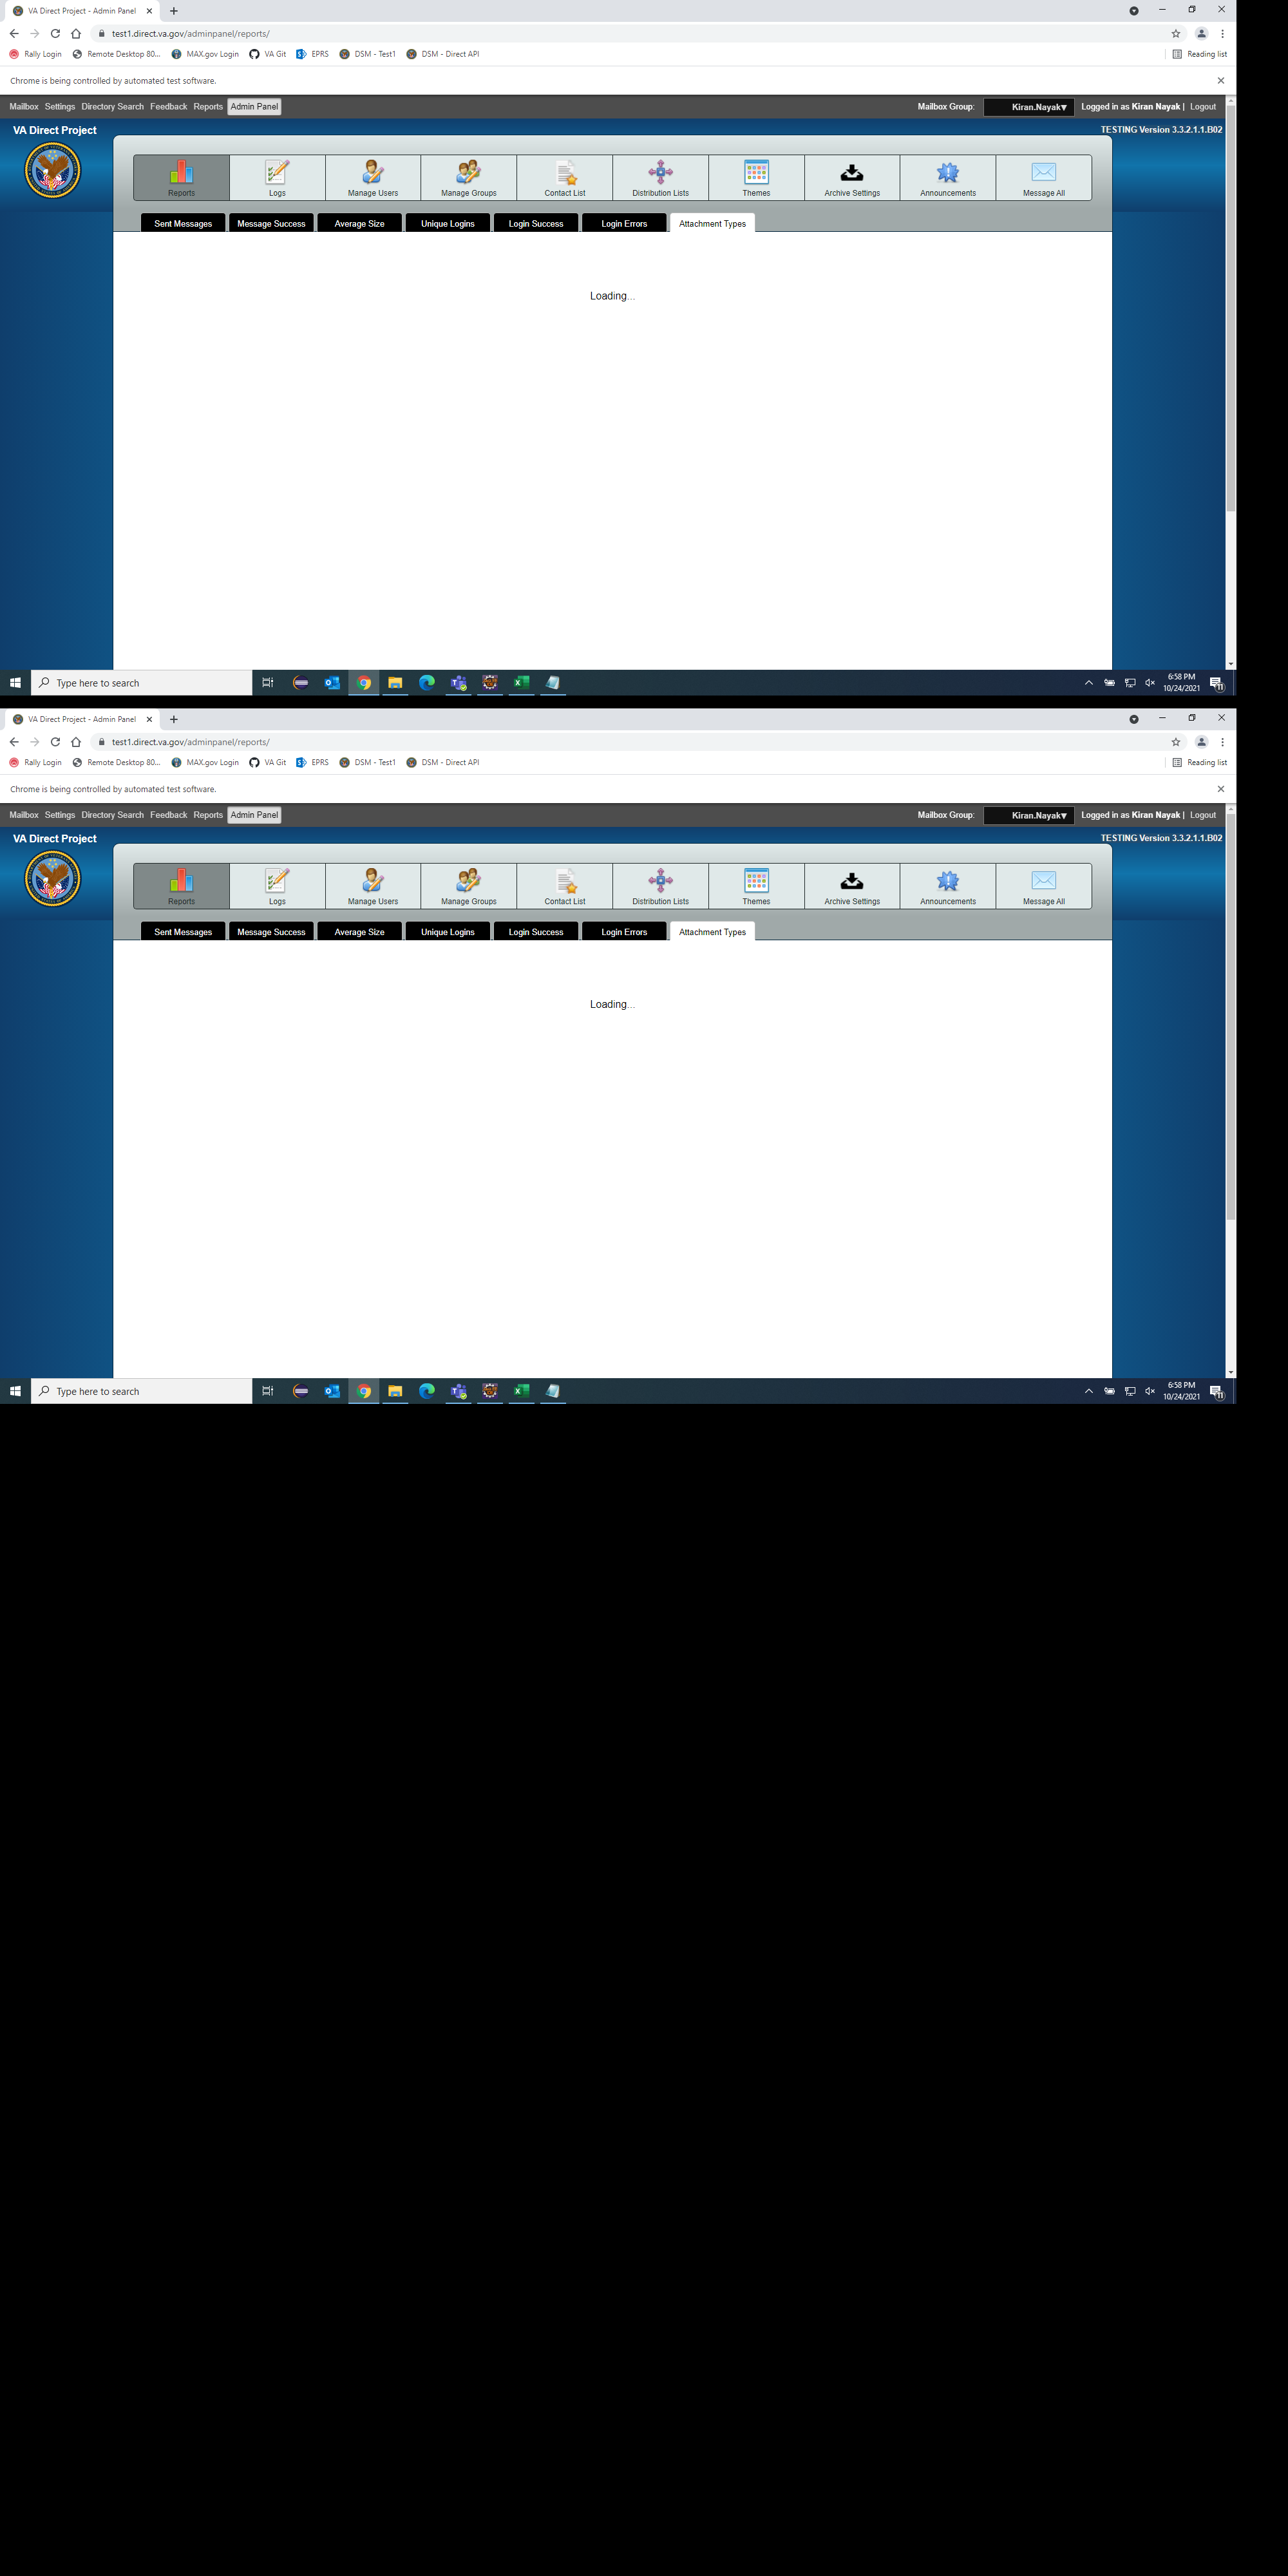 VA Direct Project - Admin Panel
test1.direct.va.gov/adminpanel/reports/
Rally Login Remote Desktop 80... MAX.gov Login VA Git EPRS DSM - Test1 DSM - Direct API Reading list
Chrome is being controlled by automated test software.
Mailbox Settings Directory Search Feedback Reports Admin Panel Mailbox Group: Kiran.Nayak▼ Logged in as Kiran Nayak | Logout
VA Direct Project TESTING Version 3.3.2.1.1.B02
Reports Logs Manage Users Manage Groups Contact List Distribution Lists Themes Archive Settings Announcements Message All
Sent Messages Message Success Average Size Unique Logins Login Success Login Errors Attachment Types
Loading...
Type here to search 6:58 PM
10/24/2021 11
VA Direct Project - Admin Panel
test1.direct.va.gov/adminpanel/reports/
Rally Login Remote Desktop 80... MAX.gov Login VA Git EPRS DSM - Test1 DSM - Direct API Reading list
Chrome is being controlled by automated test software.
Mailbox Settings Directory Search Feedback Reports Admin Panel Mailbox Group: Kiran.Nayak▼ Logged in as Kiran Nayak | Logout
VA Direct Project TESTING Version 3.3.2.1.1.B02
Reports Logs Manage Users Manage Groups Contact List Distribution Lists Themes Archive Settings Announcements Message All
Sent Messages Message Success Average Size Unique Logins Login Success Login Errors Attachment Types
Loading...
Type here to search 6:58 PM
10/24/2021 11